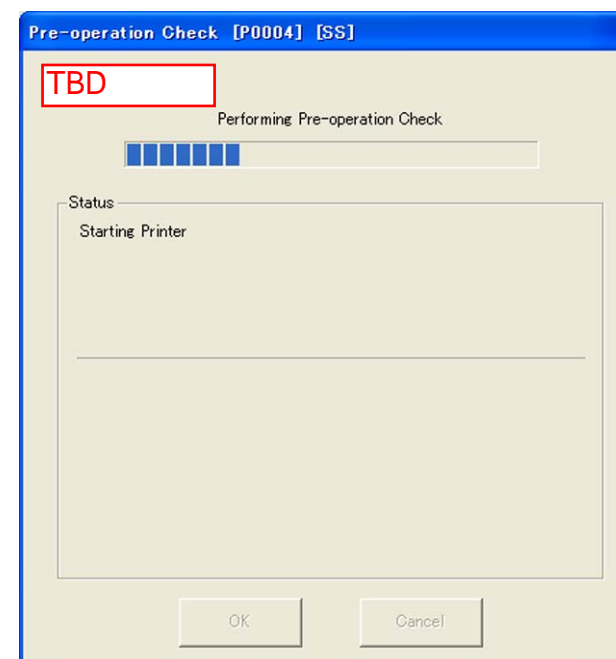 Pre-operation Check [P0004] [SS]
TBD
Performing Pre-operation Check
Status
Starting Printer
OK
Cancel